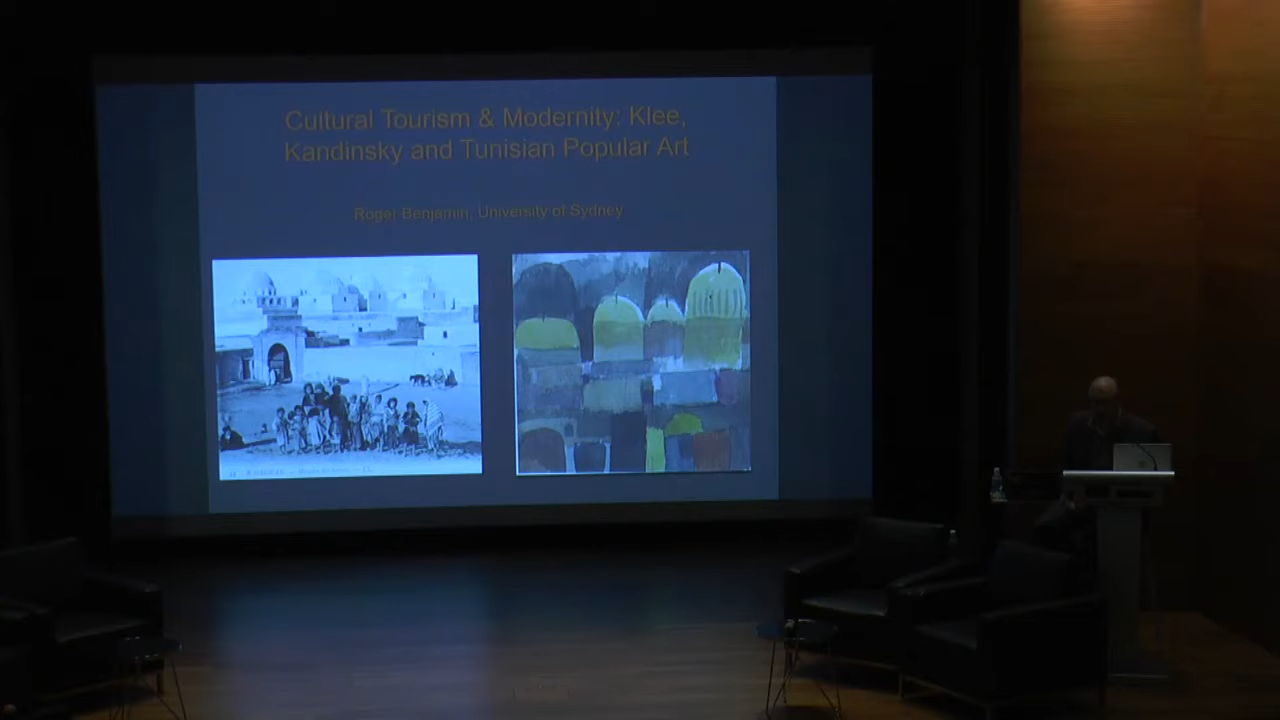 Cultural Tourism & Modernity: Klee,
Kandinsky and Tunisian Popular Art
Roger Benjamin, University of Sydney